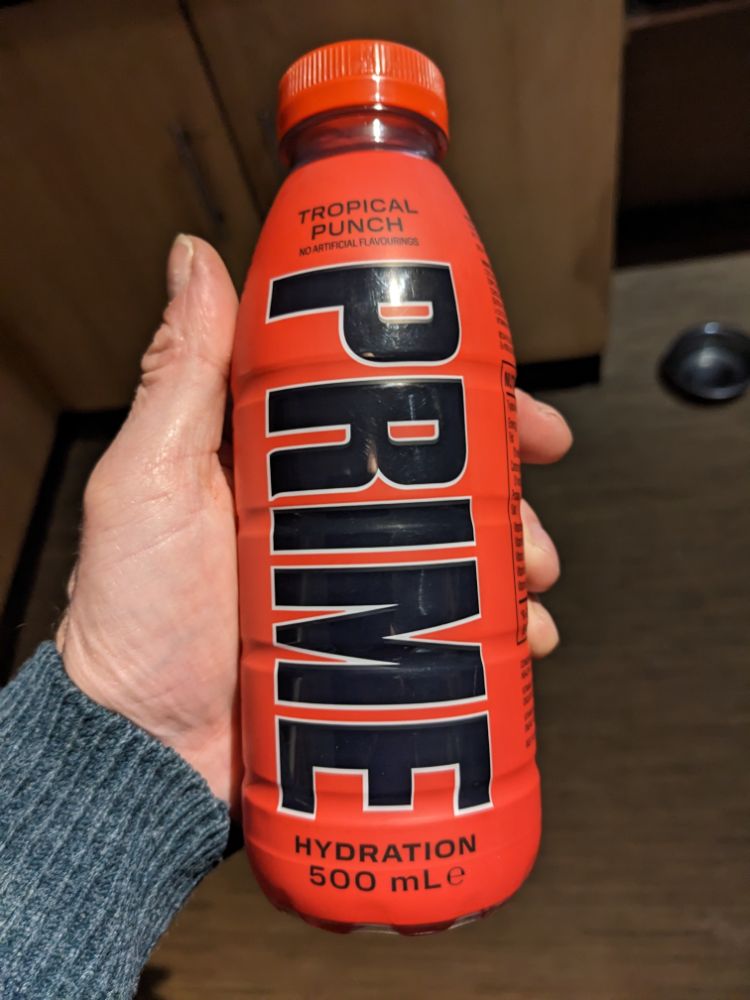 TROPICAL
PUNCH
NO ARTIFICIAL FLAVOURINGS
PRIME
HYDRATION
500 mL e